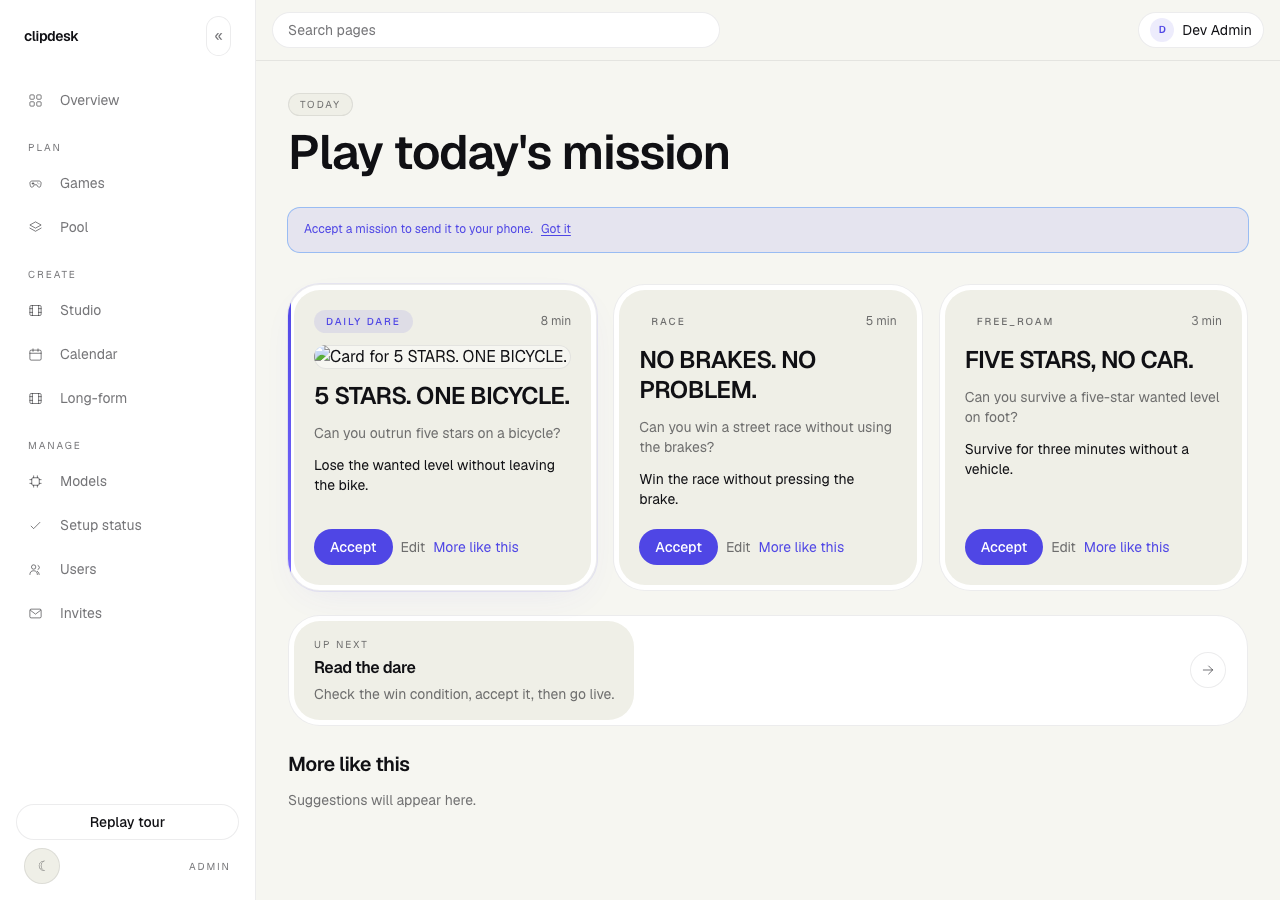 clipdesk
«
Search pages
D
Dev Admin
Overview
PLAN
Games
Pool
CREATE
Studio
Calendar
Long-form
MANAGE
Models
Setup status
Users
Invites
Replay tour
ADMIN
TODAY
Play today's mission
Accept a mission to send it to your phone. Got it
DAILY DARE
8 min
Card for 5 STARS. ONE BICYCLE.
5 STARS. ONE BICYCLE.
Can you outrun five stars on a bicycle?
Lose the wanted level without leaving
the bike.
Accept Edit More like this
RACE
5 min
NO BRAKES. NO
PROBLEM.
Can you win a street race without using
the brakes?
Win the race without pressing the
brake.
Accept Edit More like this
FREE_ROAM
3 min
FIVE STARS, NO CAR.
Can you survive a five-star wanted level
on foot?
Survive for three minutes without a
vehicle.
Accept Edit More like this
UP NEXT
Read the dare
Check the win condition, accept it, then go live.
More like this
Suggestions will appear here.